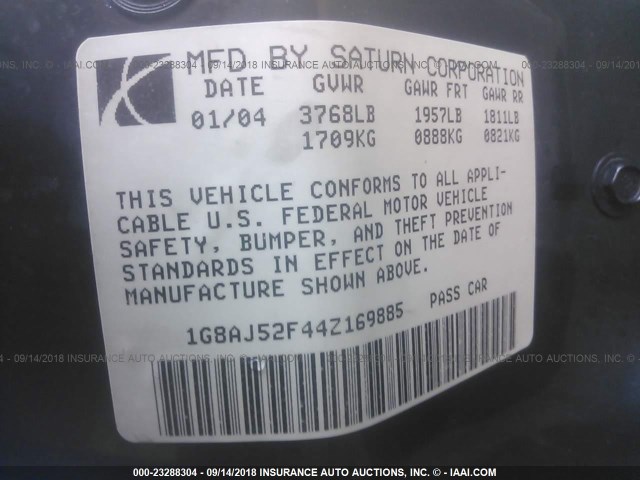 MFD BY SATURN CORPORATION
DATE GVWR GAWR FRT GAWR RR
01/04 3768LB 1957LB 1811LB
1709KG 0888KG 0821KG
THIS VEHICLE CONFORMS TO ALL APPLI-
CABLE U.S. FEDERAL MOTOR VEHICLE
SAFETY, BUMPER, AND THEFT PREVENTION
STANDARDS IN EFFECT ON THE DATE OF
MANUFACTURE SHOWN ABOVE.
1G8AJ52F44Z169885 PASS CAR
000-23288304 - 09/14/2018 INSURANCE AUTO AUCTIONS, INC. - © IAAI.COM